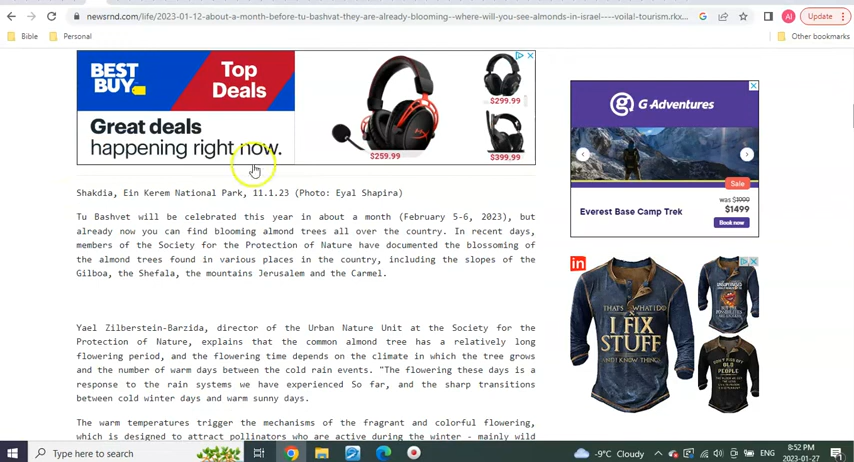 newsrnd.com/life/2023-01-12-about-a-month-before-tu-bashvat-they-are-already-blooming--where-will-you-see-almonds-in-israel----voilal-tourism.rkx...
Update
Bible
Personal
Other bookmarks
BEST
BUY
Top
Deals
Great deals
happening right now.
$259.99
$299.99
$399.99
G Adventures
Sale
Everest Base Camp Trek
was $1999
$1499
Book now
Shakdia, Ein Kerem National Park, 11.1.23 (Photo: Eyal Shapira)
Tu Bashvet will be celebrated this year in about a month (February 5-6, 2023), but
already now you can find blooming almond trees all over the country. In recent days,
members of the Society for the Protection of Nature have documented the blossoming of
the almond trees found in various places in the country, including the slopes of the
Gilboa, the Shefala, the mountains Jerusalem and the Carmel.
in
THAT'S WHAT I DO
I FIX
STUFF
AND I KNOW THINGS
OLD
PEOPLE
Yael Zilberstein-Barzida, director of the Urban Nature Unit at the Society for the
Protection of Nature, explains that the common almond tree has a relatively long
flowering period, and the flowering time depends on the climate in which the tree grows
and the number of warm days between the cold rain events. "The flowering these days is a
response to the rain systems we have experienced So far, and the sharp transitions
between cold winter days and warm sunny days.
The warm temperatures trigger the mechanisms of the fragrant and colorful flowering,
which is designed to attract pollinators who are active during the winter - mainly wild
Type here to search
-9°C Cloudy
ENG
8:52 PM
2023-01-27